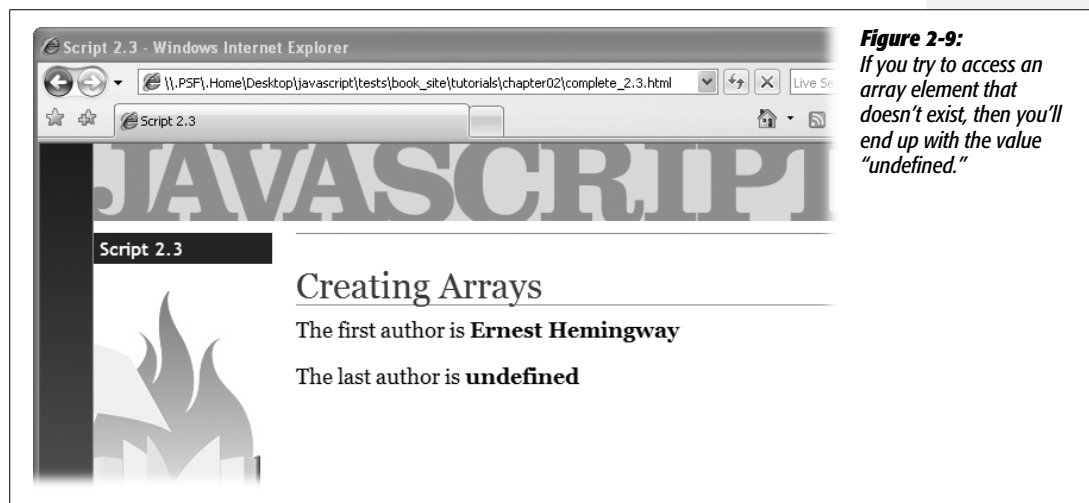 Script 2.3 - Windows Internet Explorer
\\.PSF\.Home\Desktop\javascript\tests\book_site\tutorials\chapter02\complete_2.3.html
Live Se
Script 2.3
JAVASCRIPT
Script 2.3
Creating Arrays
The first author is Ernest Hemingway
The last author is undefined
Figure 2-9:
If you try to access an
array element that
doesn’t exist, then you’ll
end up with the value
“undefined.”